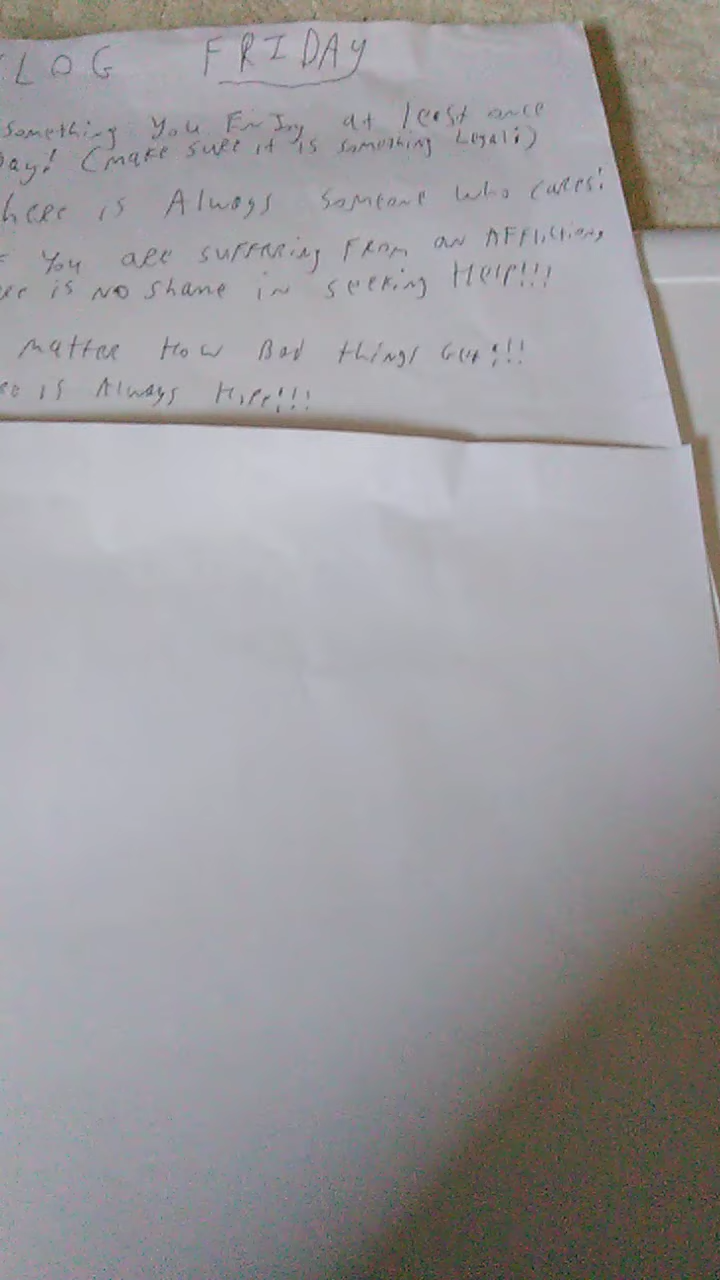 LOG FRIDAY
Something You Enjoy at least once
Day! (make sure it is something Legal;)
here is Always Someone who cares!
You are suffering from an Affliction,
is No shame in seeking Help!!!
matter How Bad things Get!!!
is Always Hope!!!